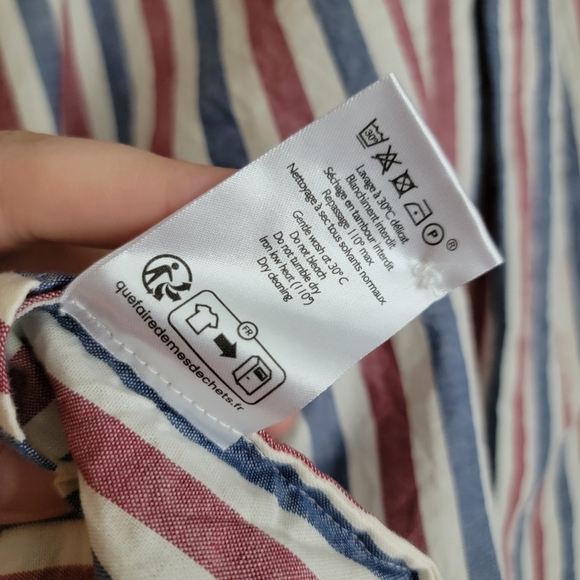 30°
P
®
Lavage à 30°C délicat
Blanchiment interdit
Séchage en tambour interdit
Repassage 110° max
Nettoyage à sec tous solvants normaux
Gentle wash at 30°C
Do not bleach
Do not tumble dry
Iron low heat (110°)
Dry cleaning
FR
quefairedemesdechets.fr